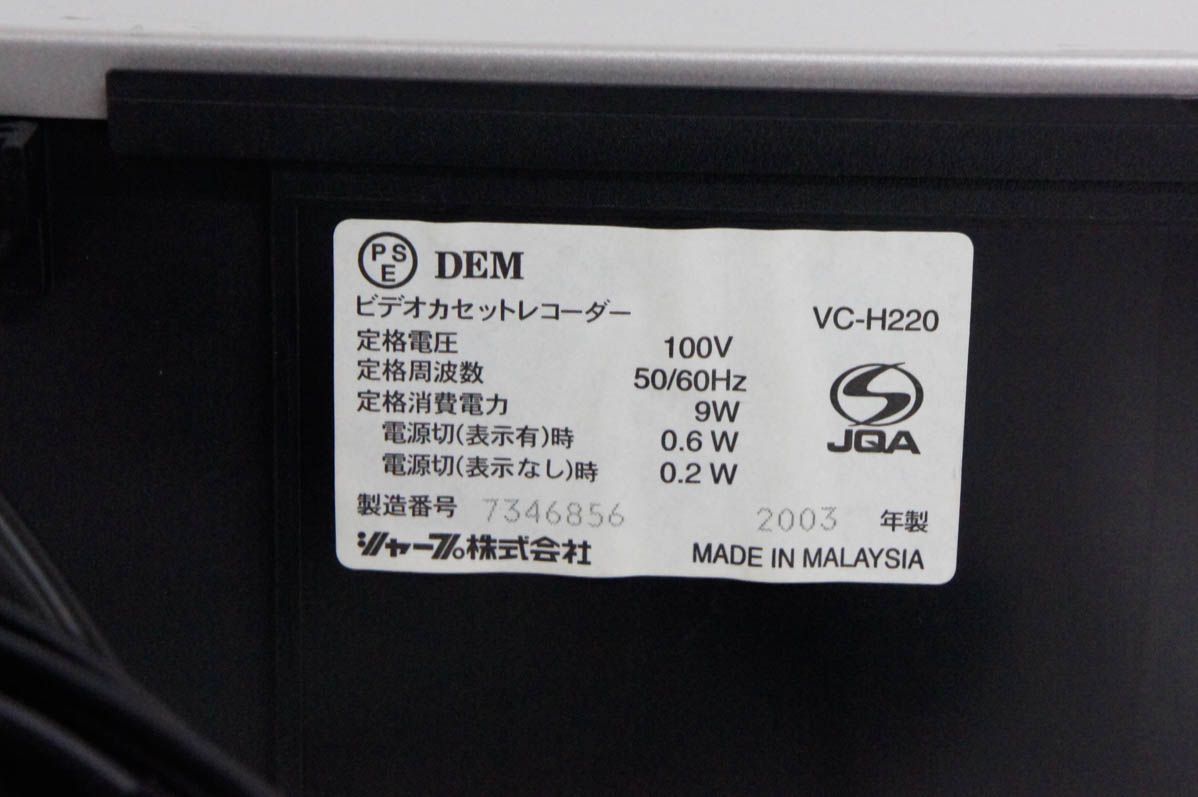 PSE DEM
ビデオカセットレコーダー VC-H220
定格電圧 100V
定格周波数 50/60Hz
定格消費電力 9W
電源切(表示有)時 0.6 W
電源切(表示なし)時 0.2 W
JQA
製造番号 7346856 2003 年製
シャープ株式会社 MADE IN MALAYSIA